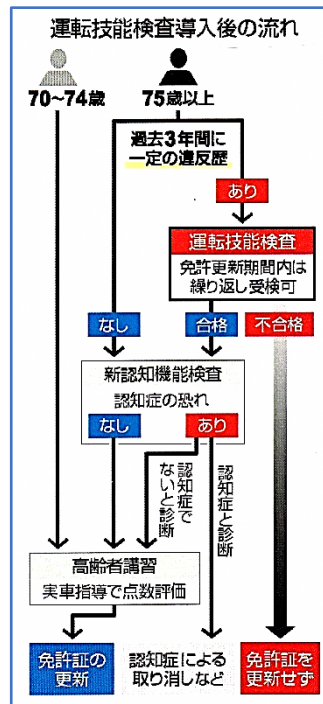 運転技能検査導入後の流れ
70〜74歳
75歳以上
過去3年間に
一定の違反歴
あり
運転技能検査
免許更新期間内は
繰り返し受検可
なし
合格
不合格
新認知機能検査
認知症の恐れ
なし
あり
認知症で
ないと診断
認知症と診断
高齢者講習
実車指導で点数評価
免許証の
更新
認知症による
取り消しなど
免許証を
更新せず